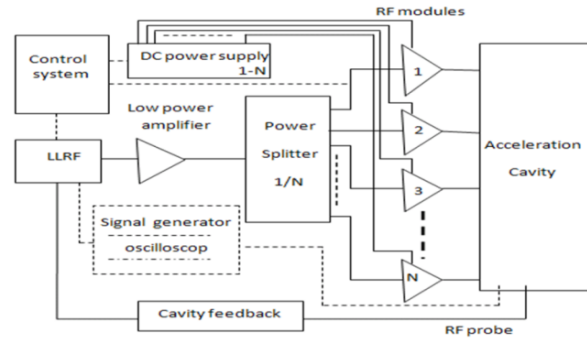 RF modules
Control
system
DC power supply
1-N
1
Low power
amplifier
Power
Splitter
1/N
2
Acceleration
Cavity
LLRF
3
Signal generator
oscilloscop
N
Cavity feedback
RF probe